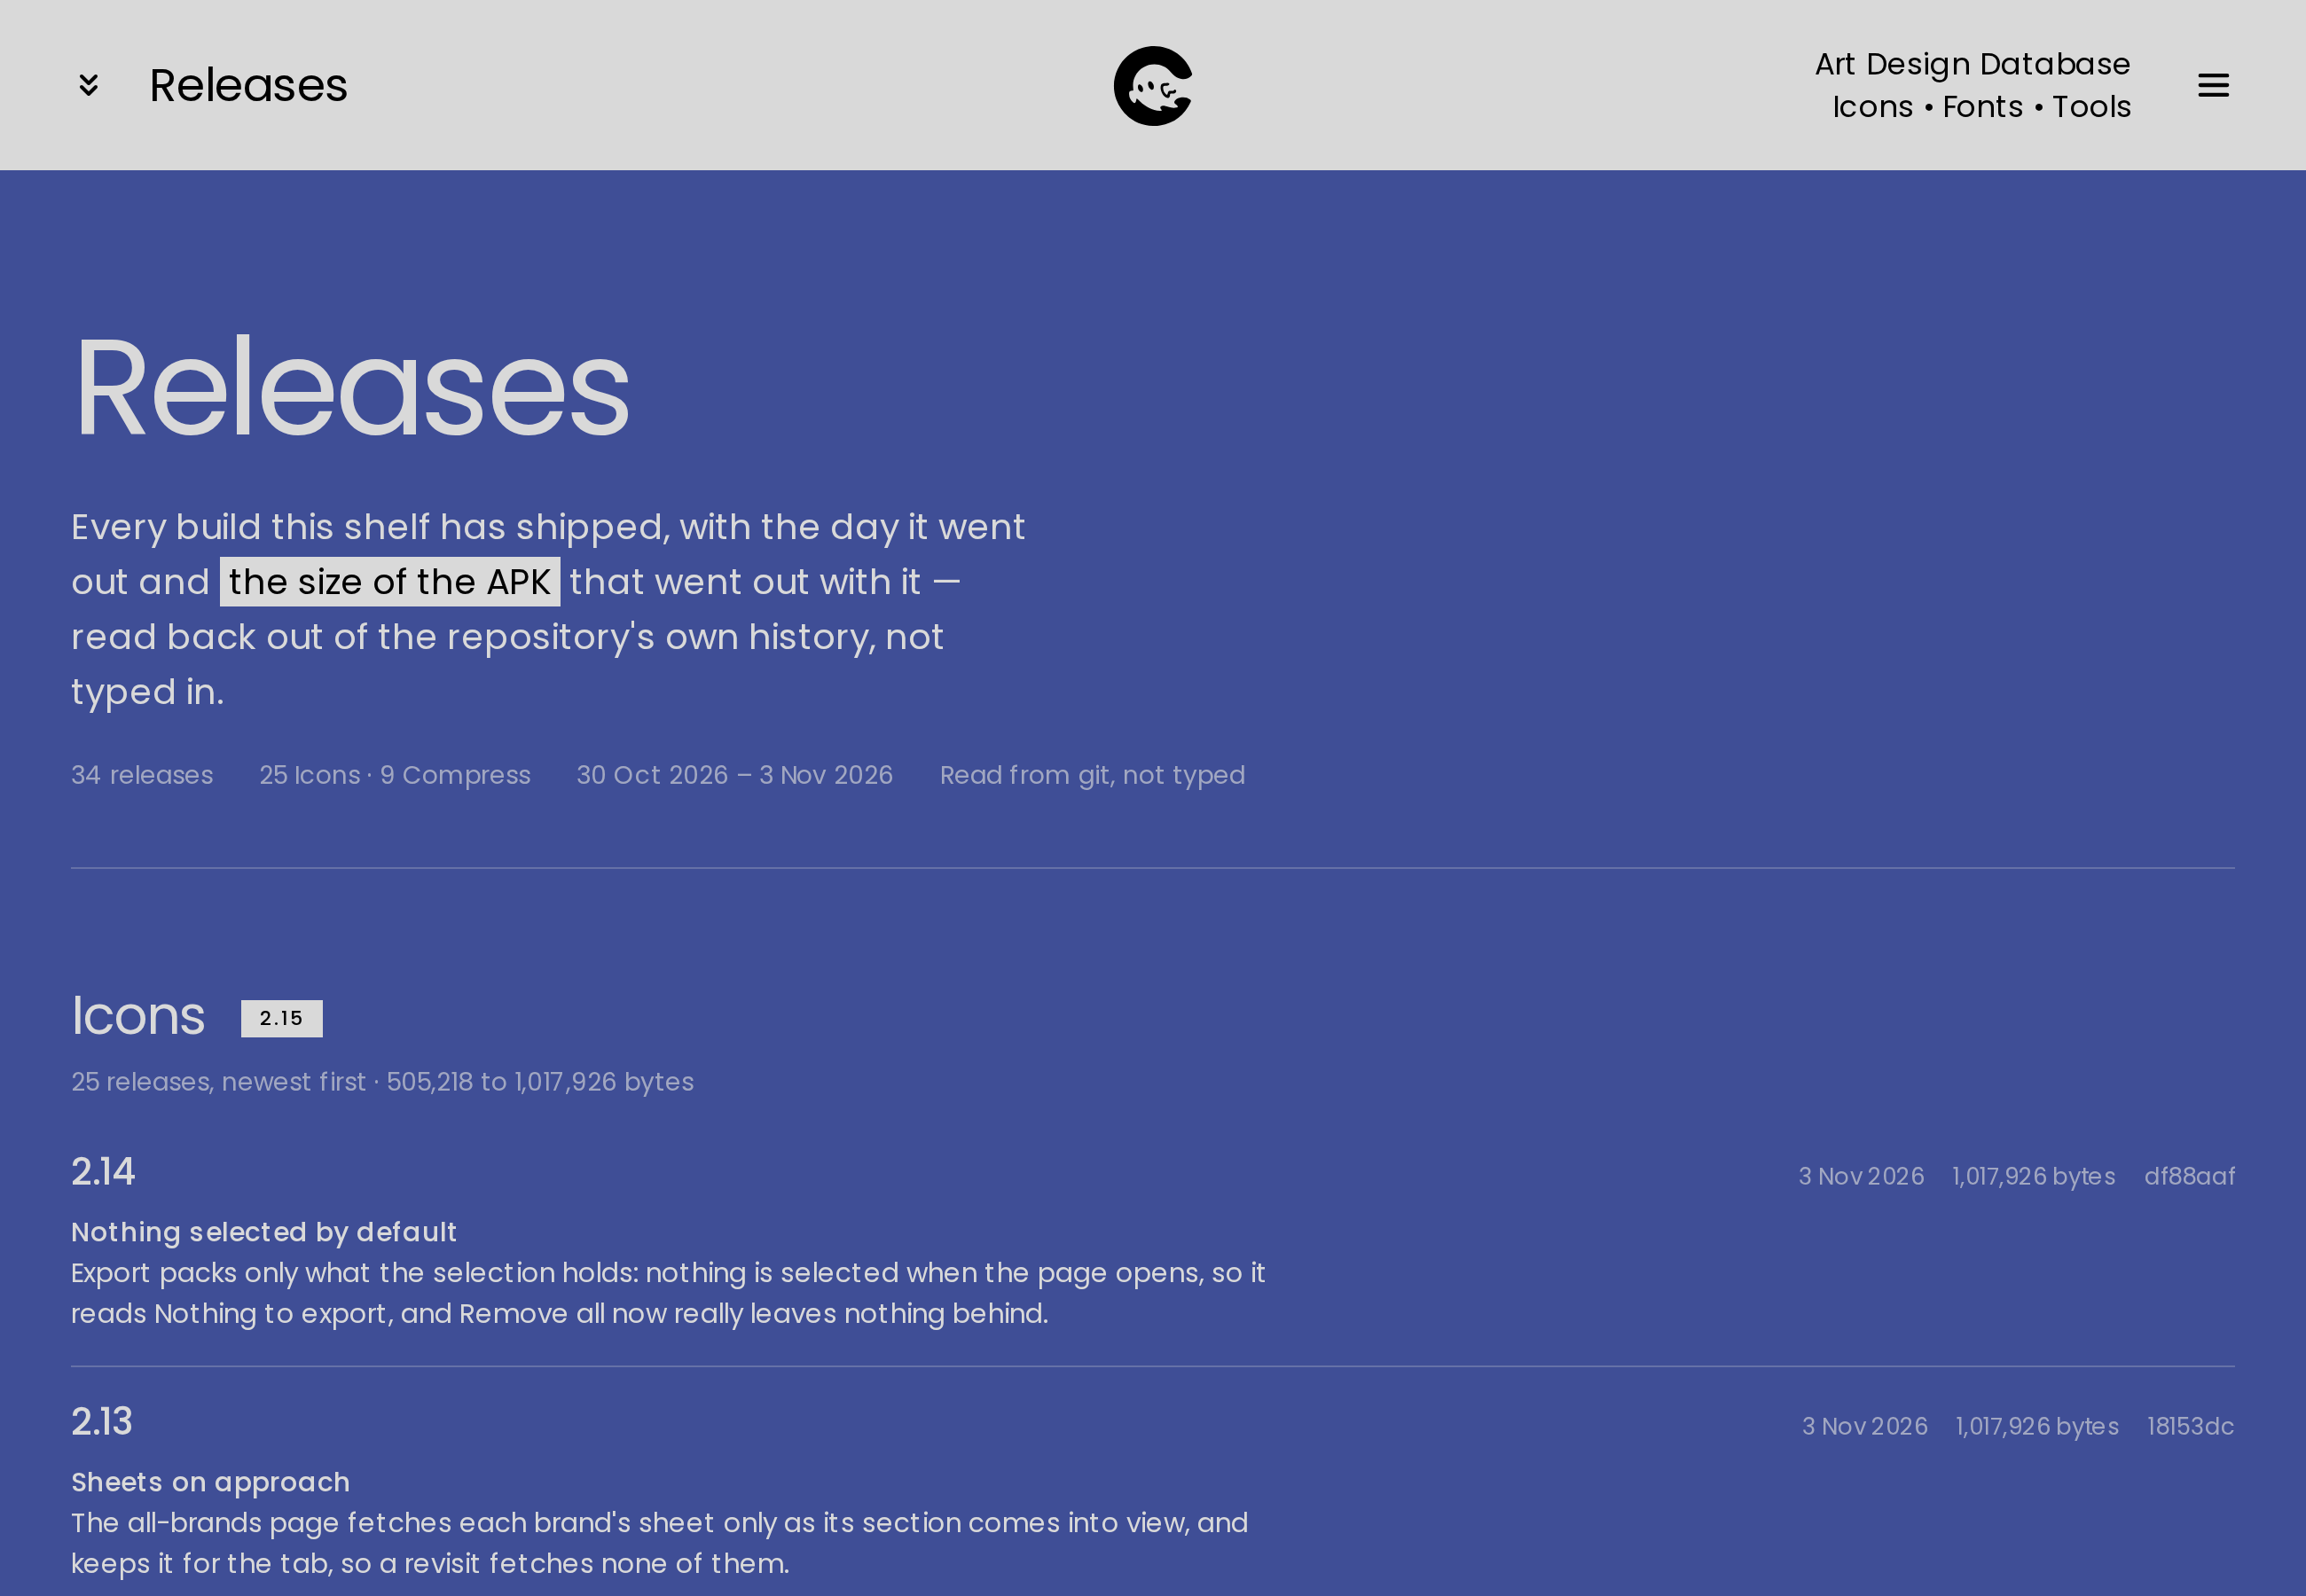 Releases
Art Design Database
Icons • Fonts • Tools
Releases
Every build this shelf has shipped, with the day it went
out and the size of the APK that went out with it —
read back out of the repository's own history, not
typed in.
34 releases 25 Icons · 9 Compress 30 Oct 2026 – 3 Nov 2026 Read from git, not typed
Icons 2.15
25 releases, newest first · 505,218 to 1,017,926 bytes
2.14 3 Nov 2026 1,017,926 bytes df88aaf
Nothing selected by default
Export packs only what the selection holds: nothing is selected when the page opens, so it
reads Nothing to export, and Remove all now really leaves nothing behind.
2.13 3 Nov 2026 1,017,926 bytes 18153dc
Sheets on approach
The all-brands page fetches each brand's sheet only as its section comes into view, and
keeps it for the tab, so a revisit fetches none of them.